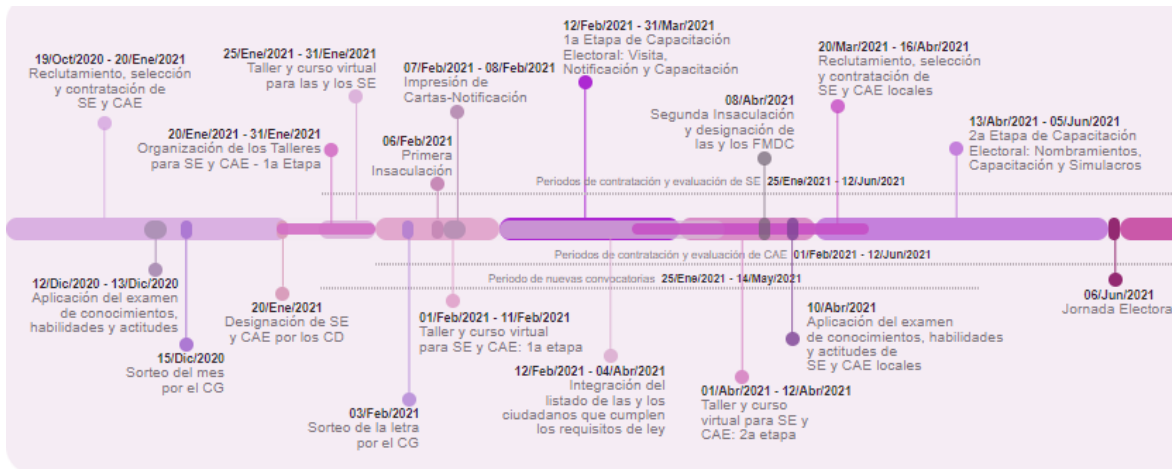 19/Oct/2020 - 20/Ene/2021
Reclutamiento, selección
y contratación de
SE y CAE
25/Ene/2021 - 31/Ene/2021
Taller y curso virtual
para las y los SE
20/Ene/2021 - 31/Ene/2021
Organización de los Talleres
para SE y CAE - 1a Etapa
07/Feb/2021 - 08/Feb/2021
Impresión de
Cartas-Notificación
06/Feb/2021
Primera
Insaculación
12/Feb/2021 - 31/Mar/2021
1a Etapa de Capacitación
Electoral: Visita,
Notificación y Capacitación
08/Abr/2021
Segunda Insaculación
y designación de
las y los FMDC
20/Mar/2021 - 16/Abr/2021
Reclutamiento, selección
y contratación de
SE y CAE locales
13/Abr/2021 - 05/Jun/2021
2a Etapa de Capacitación
Electoral: Nombramientos,
Capacitación y Simulacros
Periodos de contratación y evaluación de SE 25/Ene/2021 - 12/Jun/2021
Periodos de contratación y evaluación de CAE 01/Feb/2021 - 12/Jun/2021
Periodo de nuevas convocatorias 25/Ene/2021 - 14/May/2021
12/Dic/2020 - 13/Dic/2020
Aplicación del examen
de conocimientos,
habilidades y actitudes
15/Dic/2020
Sorteo del mes
por el CG
20/Ene/2021
Designación de SE
y CAE por los CD
03/Feb/2021
Sorteo de la letra
por el CG
01/Feb/2021 - 11/Feb/2021
Taller y curso virtual
para SE y CAE: 1a etapa
12/Feb/2021 - 04/Abr/2021
Integración del
listado de las y los
ciudadanos que cumplen
los requisitos de ley
01/Abr/2021 - 12/Abr/2021
Taller y curso
virtual para SE y
CAE: 2a etapa
10/Abr/2021
Aplicación del examen
de conocimientos, habilidades
y actitudes de
SE y CAE locales
06/Jun/2021
Jornada Electora